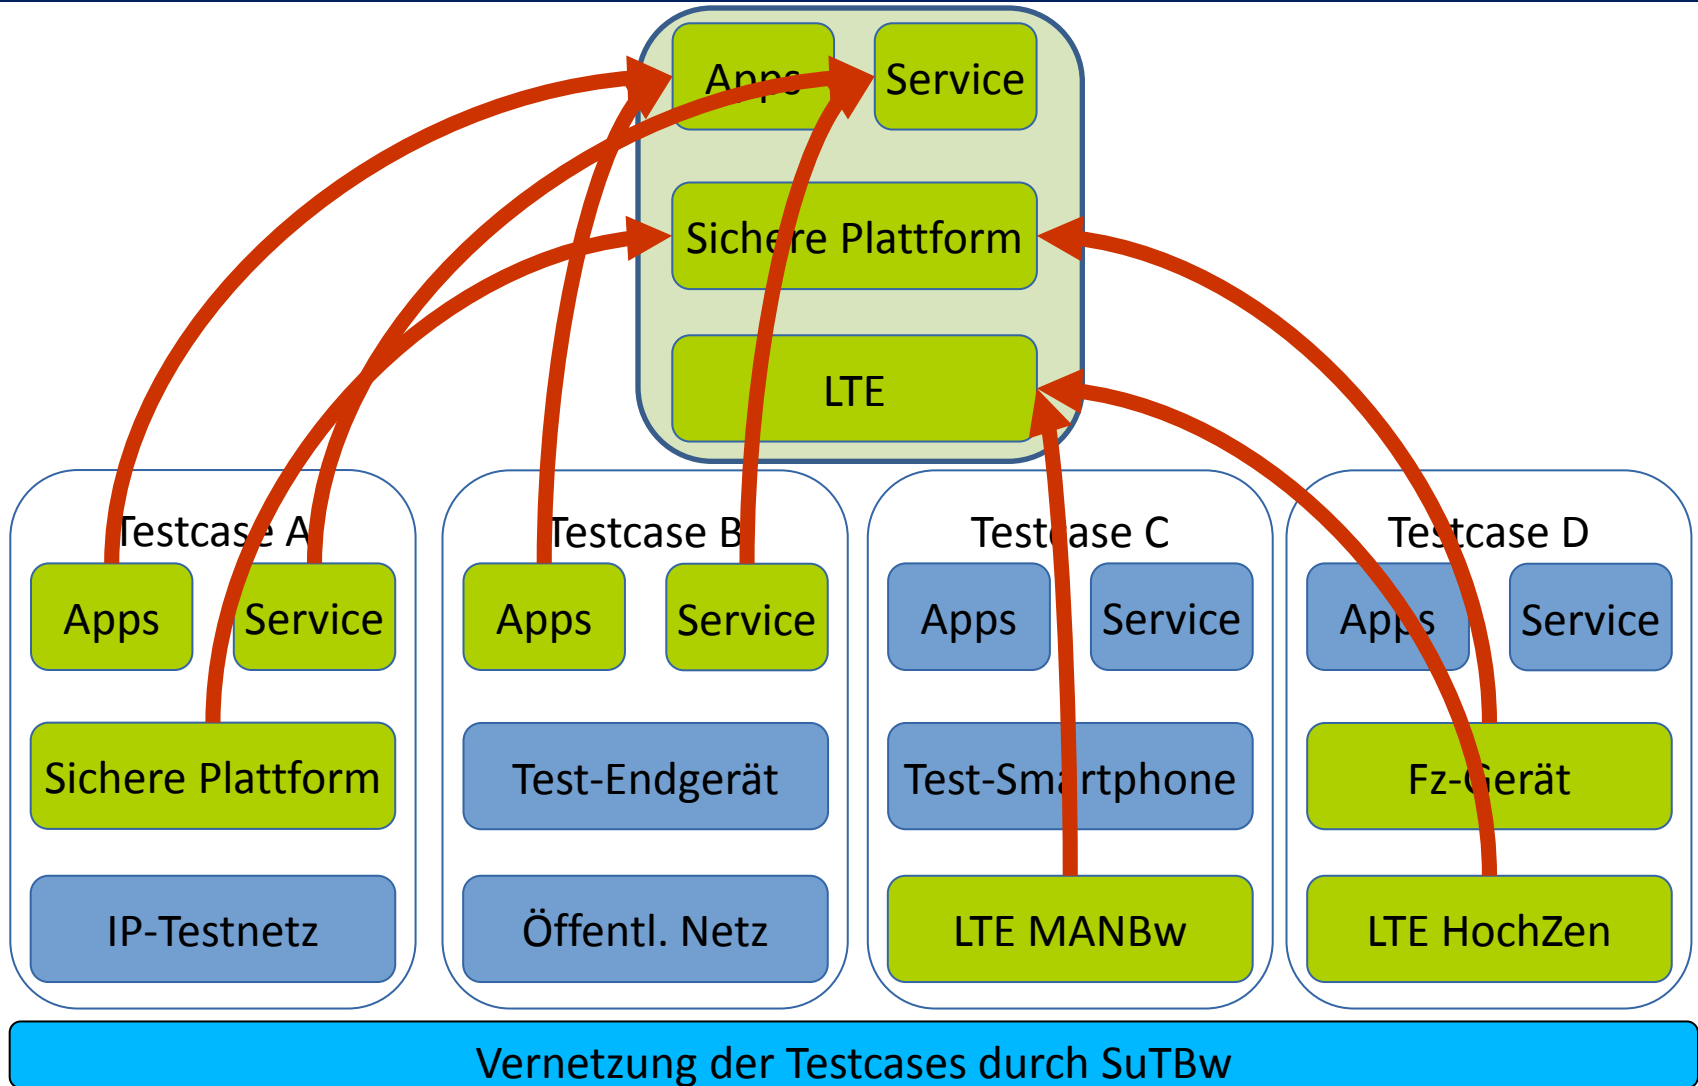 Apps
Service
Sichere Plattform
LTE
Testcase A
Apps
Service
Sichere Plattform
IP-Testnetz
Testcase B
Apps
Service
Test-Endgerät
Öffentl. Netz
Testcase C
Apps
Service
Test-Smartphone
LTE MANBw
Testcase D
Apps
Service
Fz-Gerät
LTE HochZen
Vernetzung der Testcases durch SuTBw